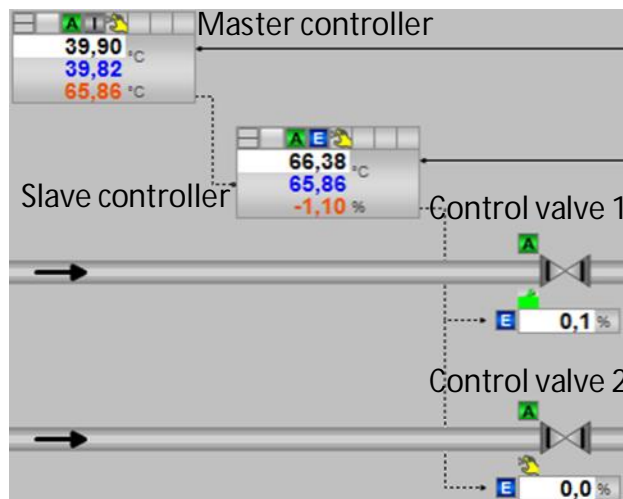 A I Master controller
39,90 °C
39,82
65,86 °C
A E
66,38 °C
65,86
Slave controller
-1,10 %
Control valve 1
A
E 0,1 %
Control valve 2
A
E 0,0 %